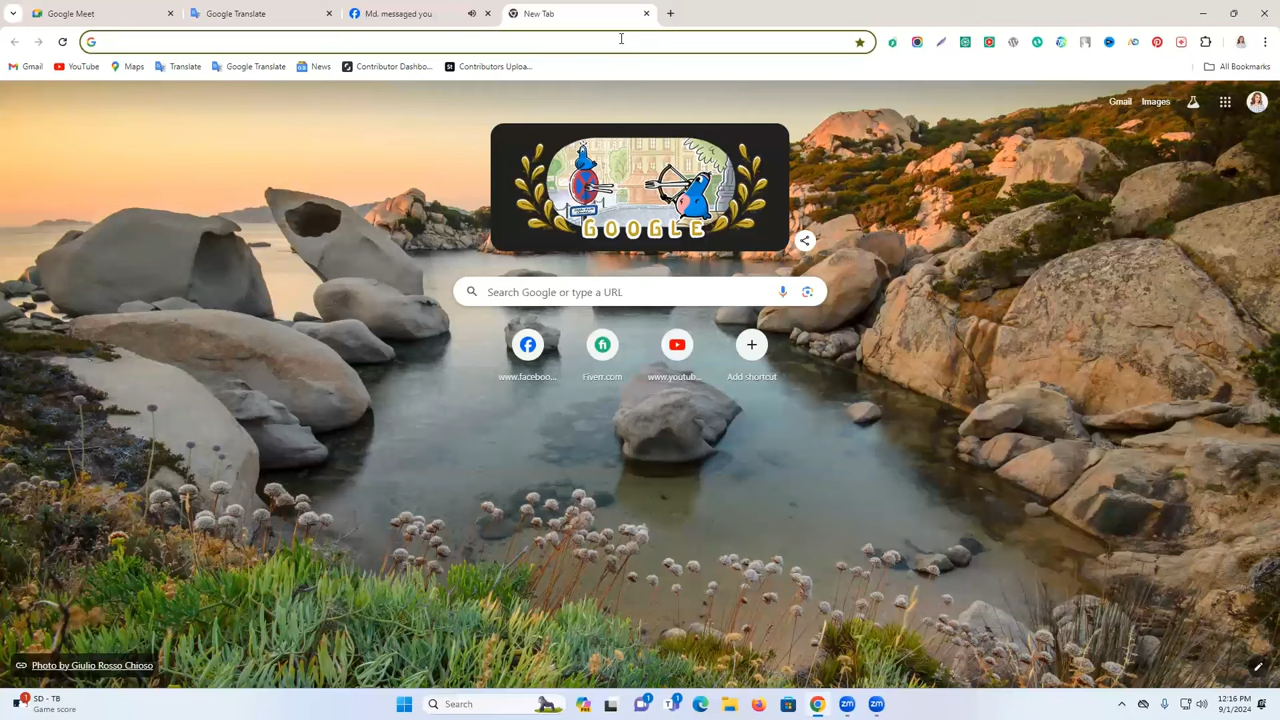 Google Meet
Google Translate
Md. messaged you
New Tab
Gmail
YouTube
Maps
Translate
Google Translate
News
Contributor Dashbo...
Contributors Uploa...
All Bookmarks
Gmail
Images
GOOGLE
Search Google or type a URL
www.faceboo...
Fiverr.com
www.youtub...
Add shortcut
Photo by Giulio Rosso Chioso
SD - TB
Game score
Search
12:16 PM
9/1/2024